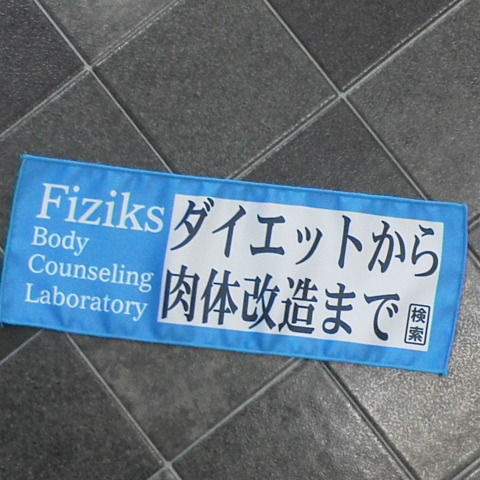 Fiziks
Body
Counseling
Laboratory
ダイエットから
肉体改造まで
検索